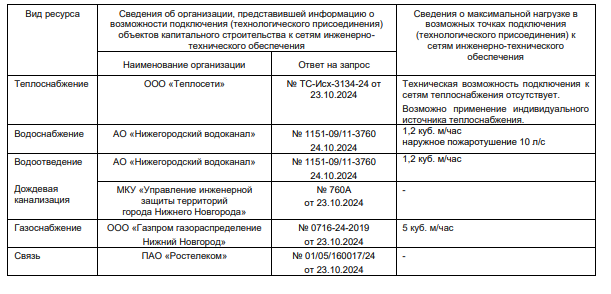 Вид ресурса
Сведения об организации, представившей информацию о
возможности подключения (технологического присоединения)
объектов капитального строительства к сетям инженерно-
технического обеспечения
Сведения о максимальной нагрузке в
возможных точках подключения
(технологического присоединения) к
сетям инженерно-технического
обеспечения
Наименование организации
Ответ на запрос
Теплоснабжение
ООО «Теплосети»
№ ТС-Исх-3134-24 от
23.10.2024
Техническая возможность подключения к
сетям теплоснабжения отсутствует.
Возможно применение индивидуального
источника теплоснабжения.
Водоснабжение
АО «Нижегородский водоканал»
№ 1151-09/11-3760
24.10.2024
1,2 куб. м/час
наружное пожаротушение 10 л/с
Водоотведение
АО «Нижегородский водоканал»
№ 1151-09/11-3760
24.10.2024
1,2 куб. м/час
Дождевая
канализация
МКУ «Управление инженерной
защиты территорий
города Нижнего Новгорода»
№ 760А
от 23.10.2024
-
Газоснабжение
ООО «Газпром газораспределение
Нижний Новгород»
№ 0716-24-2019
от 23.10.2024
5 куб. м/час
Связь
ПАО «Ростелеком»
№ 01/05/160017/24
от 23.10.2024
-